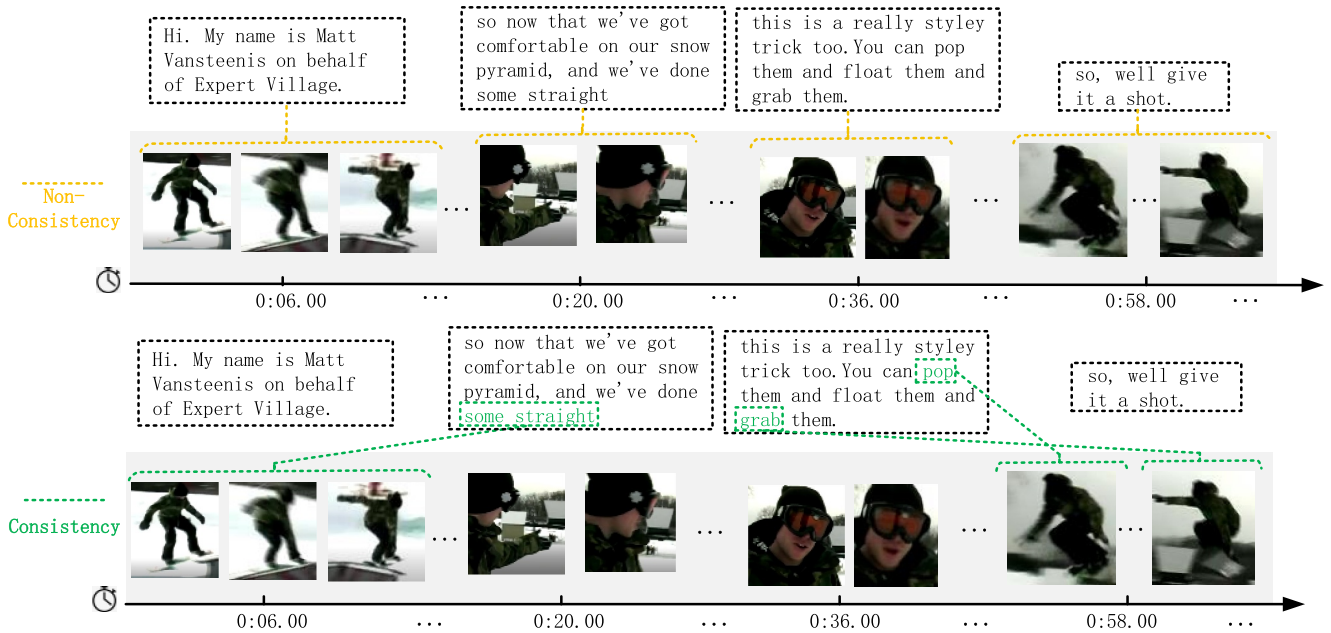 Hi. My name is Matt
Vansteenis on behalf
of Expert Village.
so now that we've got
comfortable on our snow
pyramid, and we've done
some straight
this is a really styley
trick too.You can pop
them and float them and
grab them.
so, well give
it a shot.
Non-
Consistency
...
...
...
...
0:06.00
...
0:20.00
...
0:36.00
...
0:58.00
...
Hi. My name is Matt
Vansteenis on behalf
of Expert Village.
so now that we've got
comfortable on our snow
pyramid, and we've done
some straight
this is a really styley
trick too.You can pop
them and float them and
grab them.
so, well give
it a shot.
Consistency
...
...
...
...
0:06.00
...
0:20.00
...
0:36.00
...
0:58.00
...